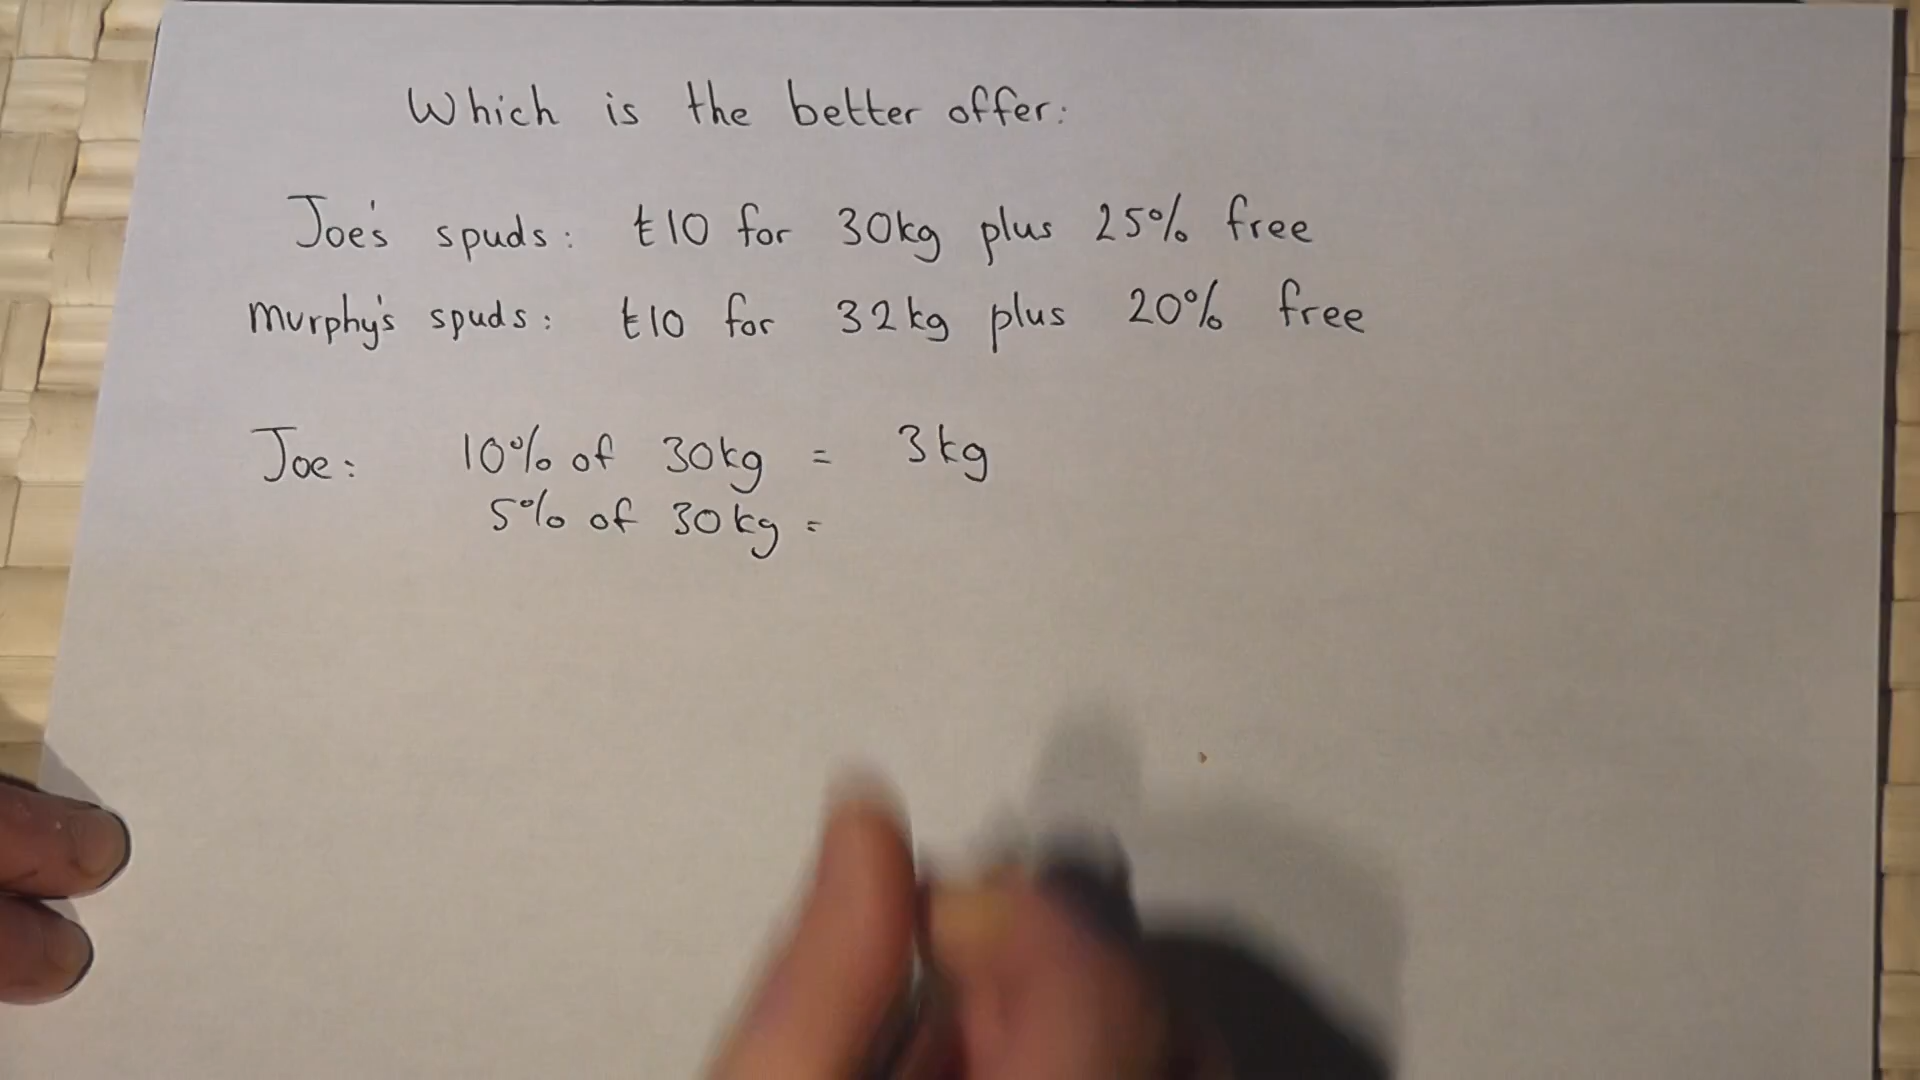 Which is the better offer:
Joe's spuds: £10 for 30kg plus 25% free
Murphy's spuds: £10 for 32kg plus 20% free
Joe: 10% of 30kg = 3kg
5% of 30kg =